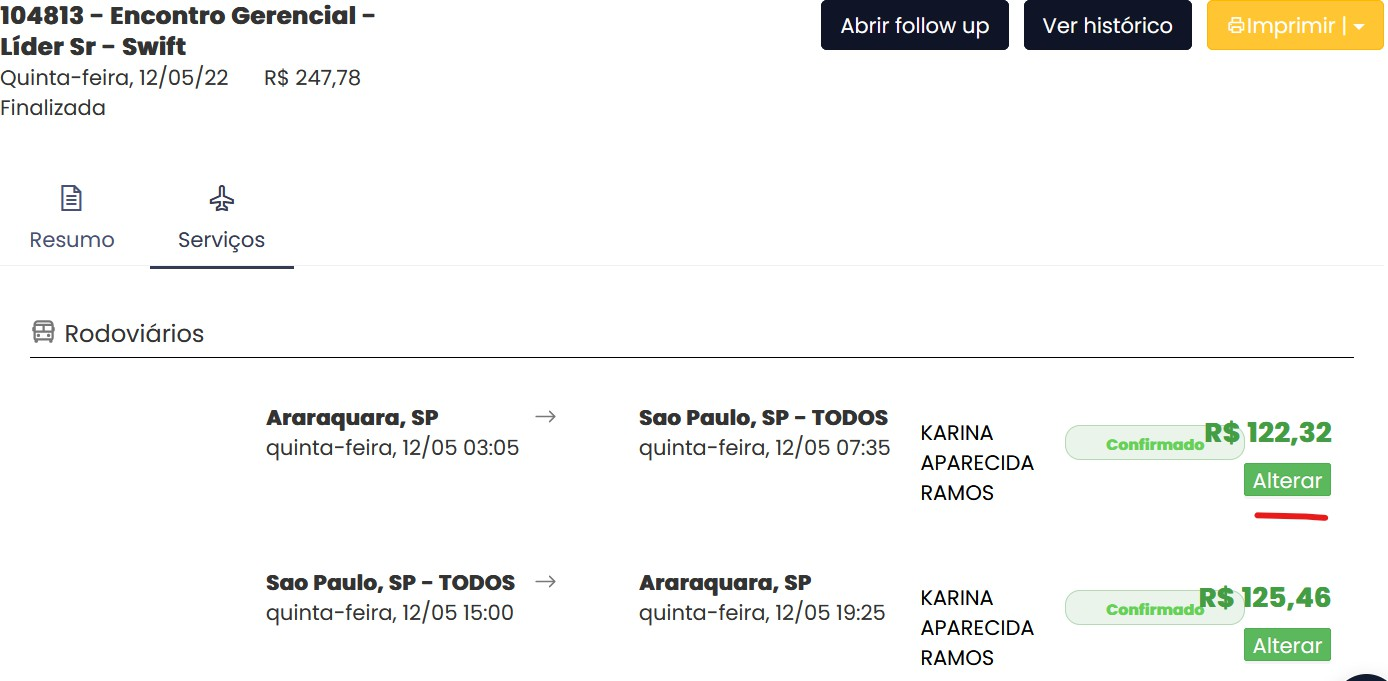 104813 - Encontro Gerencial -
Líder Sr - Swift
Quinta-feira, 12/05/22 R$ 247,78
Finalizada
Abrir follow up
Ver histórico
Imprimir |
Resumo
Serviços
Rodoviários
Araraquara, SP
quinta-feira, 12/05 03:05
Sao Paulo, SP - TODOS
quinta-feira, 12/05 07:35
KARINA
APARECIDA
RAMOS
Confirmado
R$ 122,32
Alterar
Sao Paulo, SP - TODOS
quinta-feira, 12/05 15:00
Araraquara, SP
quinta-feira, 12/05 19:25
KARINA
APARECIDA
RAMOS
Confirmado
R$ 125,46
Alterar